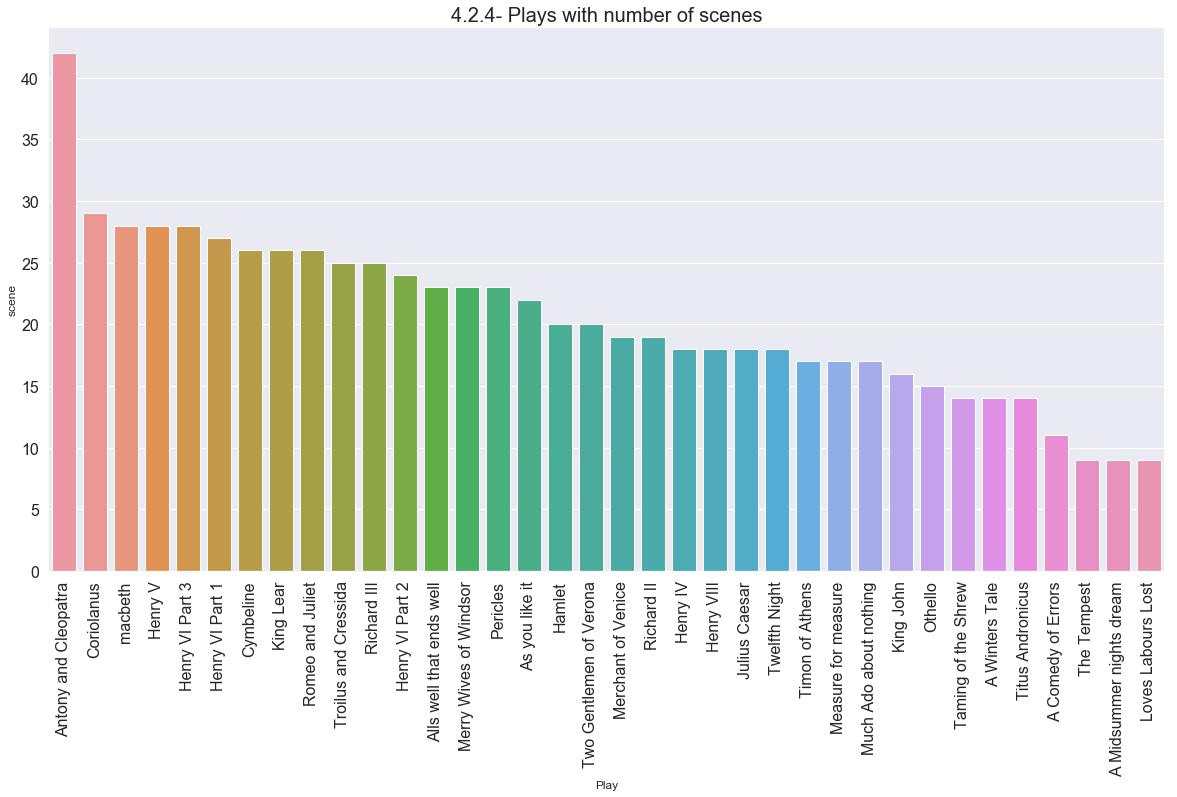 4.2.4- Plays with number of scenes
40
35
30
25
20
15
10
5
0
scene
Antony and Cleopatra
Coriolanus
macbeth
Henry V
Henry VI Part 3
Henry VI Part 1
Cymbeline
King Lear
Romeo and Juliet
Troilus and Cressida
Richard III
Henry VI Part 2
Alls well that ends well
Merry Wives of Windsor
Pericles
As you like it
Hamlet
Two Gentlemen of Verona
Merchant of Venice
Richard II
Henry IV
Henry VIII
Julius Caesar
Twelfth Night
Timon of Athens
Measure for measure
Much Ado about nothing
King John
Othello
Taming of the Shrew
A Winters Tale
Titus Andronicus
A Comedy of Errors
The Tempest
A Midsummer nights dream
Loves Labours Lost
Play